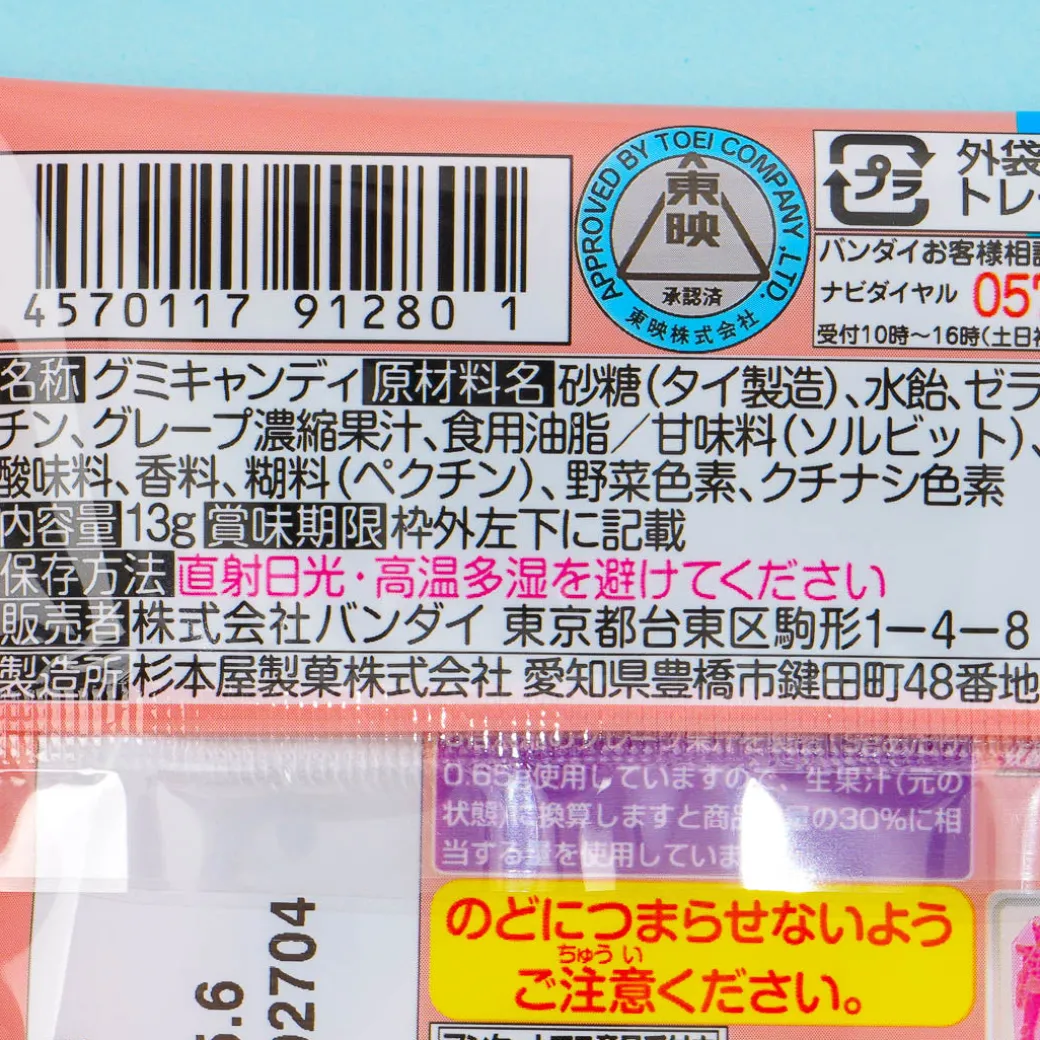 4570117 91280 1
APPROVED BY TOEI COMPANY ,LTD.
東映
承認済
東映株式会社
プラ
外袋
トレ
バンダイお客様相談
ナビダイヤル 057
受付10時〜16時(土日祝
名称 グミキャンディ 原材料名 砂糖(タイ製造)、水飴、ゼラ
チン、グレープ濃縮果汁、食用油脂／甘味料(ソルビット)、
酸味料、香料、糊料(ペクチン)、野菜色素、クチナシ色素
内容量 13g 賞味期限 枠外左下に記載
保存方法 直射日光・高温多湿を避けてください
販売者 株式会社バンダイ 東京都台東区駒形1ー4ー8
製造所 杉本屋製菓株式会社 愛知県豊橋市鍵田町48番地
0.65g使用していますので、生果汁(元の
状態)に換算しますと商品の30%に相
当する量を使用していま
のどにつまらせないよう
ちゅう い
ご注意ください。
.6
02704